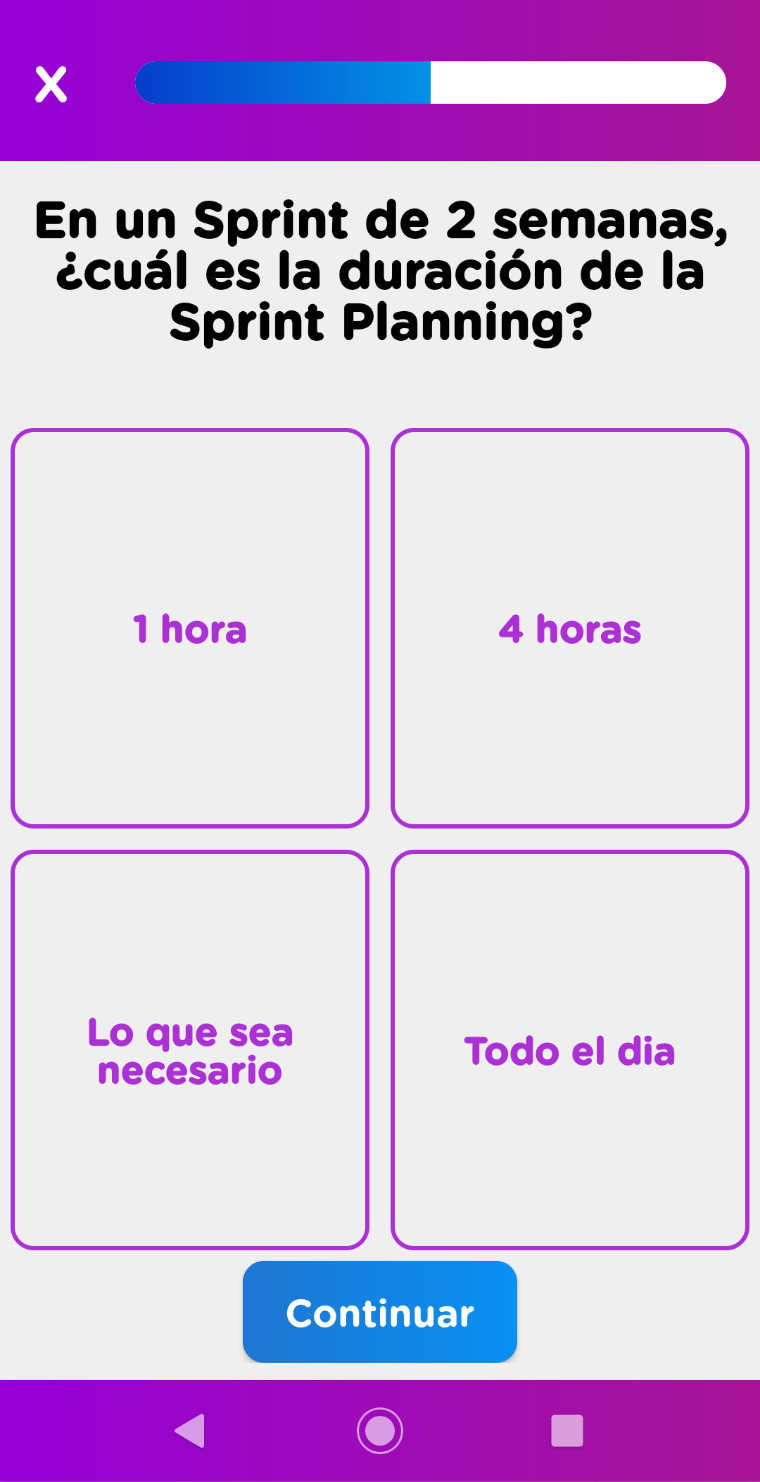 X
En un Sprint de 2 semanas,
¿cuál es la duración de la
Sprint Planning?
1 hora
4 horas
Lo que sea
necesario
Todo el dia
Continuar